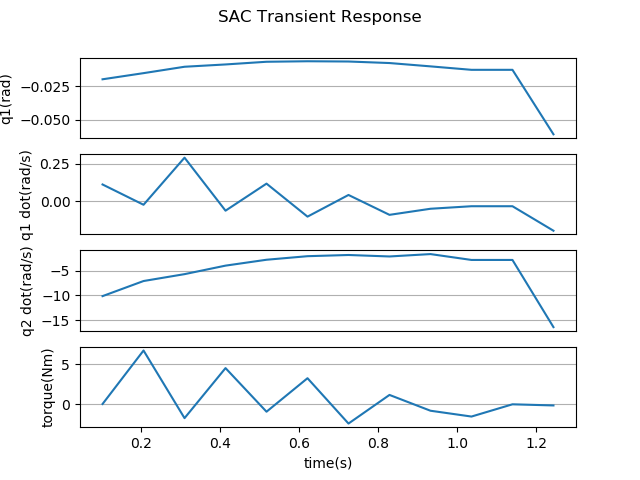 SAC Transient Response
q1(rad)
−0.025
−0.050
q1 dot(rad/s)
0.25
0.00
q2 dot(rad/s)
−5
−10
−15
torque(Nm)
5
0
0.2 0.4 0.6 0.8 1.0 1.2
time(s)